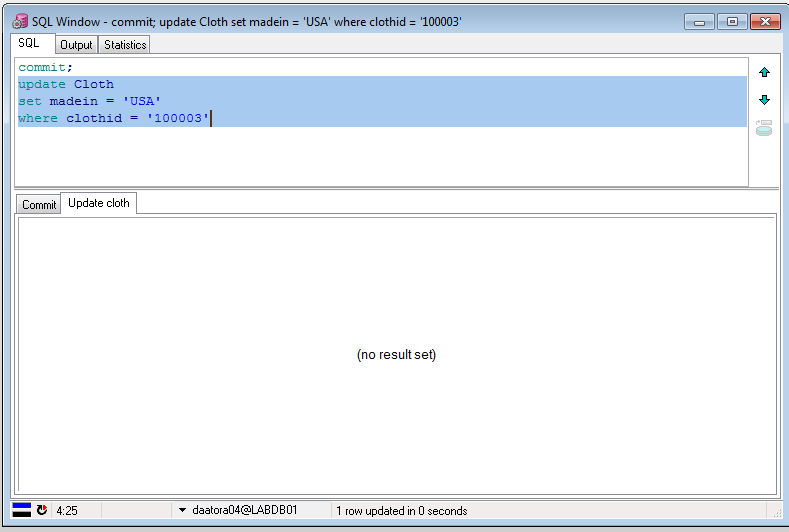 SQL Window - commit; update Cloth set madein = 'USA' where clothid = '100003'
SQL Output Statistics
commit;
update Cloth
set madein = 'USA'
where clothid = '100003'
Commit Update cloth
(no result set)
4:25 daatora04@LABDB01 1 row updated in 0 seconds